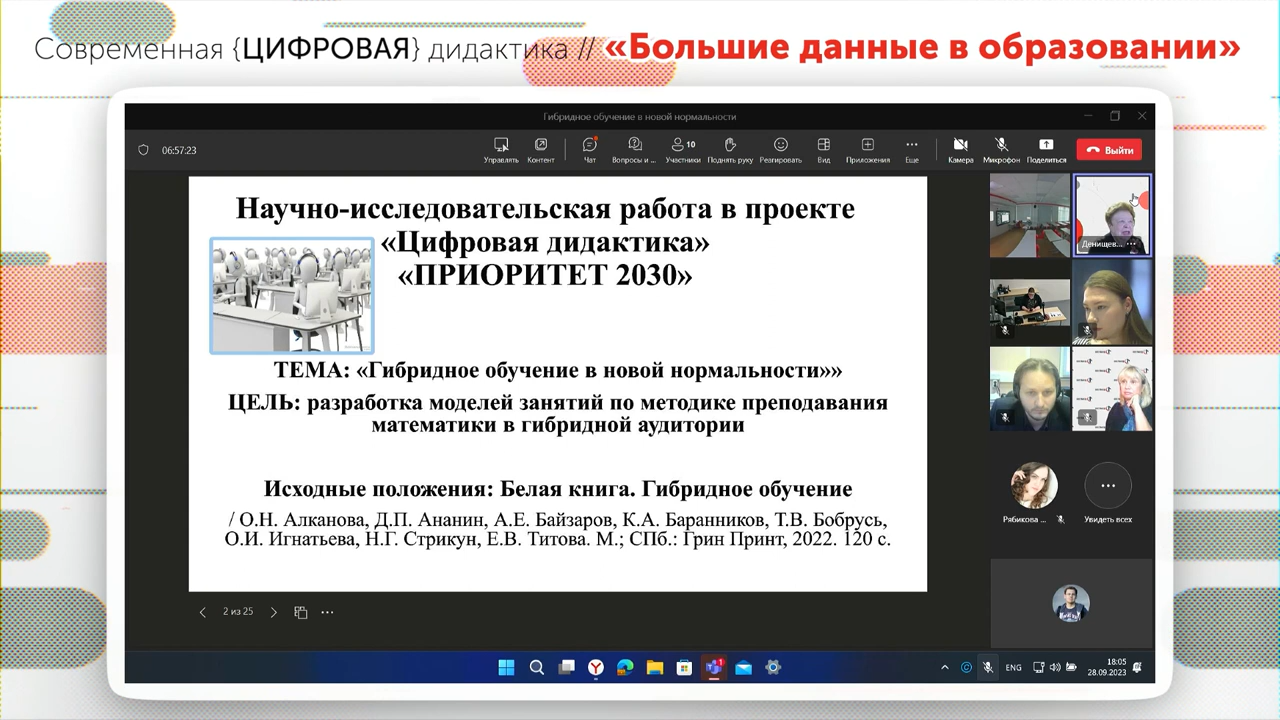 Современная {ЦИФРОВАЯ} дидактика // «Большие данные в образовании»
Гибридное обучение в новой нормальности
06:57:23
Управлять
Контент
Чат
Вопросы и ...
10
Участники
Поднять руку
Реагировать
Вид
Приложения
Еще
Камера
Микрофон
Поделиться
Выйти
Научно-исследовательская работа в проекте
«Цифровая дидактика»
«ПРИОРИТЕТ 2030»
ТЕМА: «Гибридное обучение в новой нормальности»»
ЦЕЛЬ: разработка моделей занятий по методике преподавания
математики в гибридной аудитории
Исходные положения: Белая книга. Гибридное обучение
/ О.Н. Алканова, Д.П. Ананин, А.Е. Байзаров, К.А. Баранников, Т.В. Бобрусь,
О.И. Игнатьева, Н.Г. Стрикун, Е.В. Титова. М.; СПб.: Грин Принт, 2022. 120 с.
Денищев...
Рябикова ...
Увидеть всех
2 из 25
ENG
18:05
28.09.2023